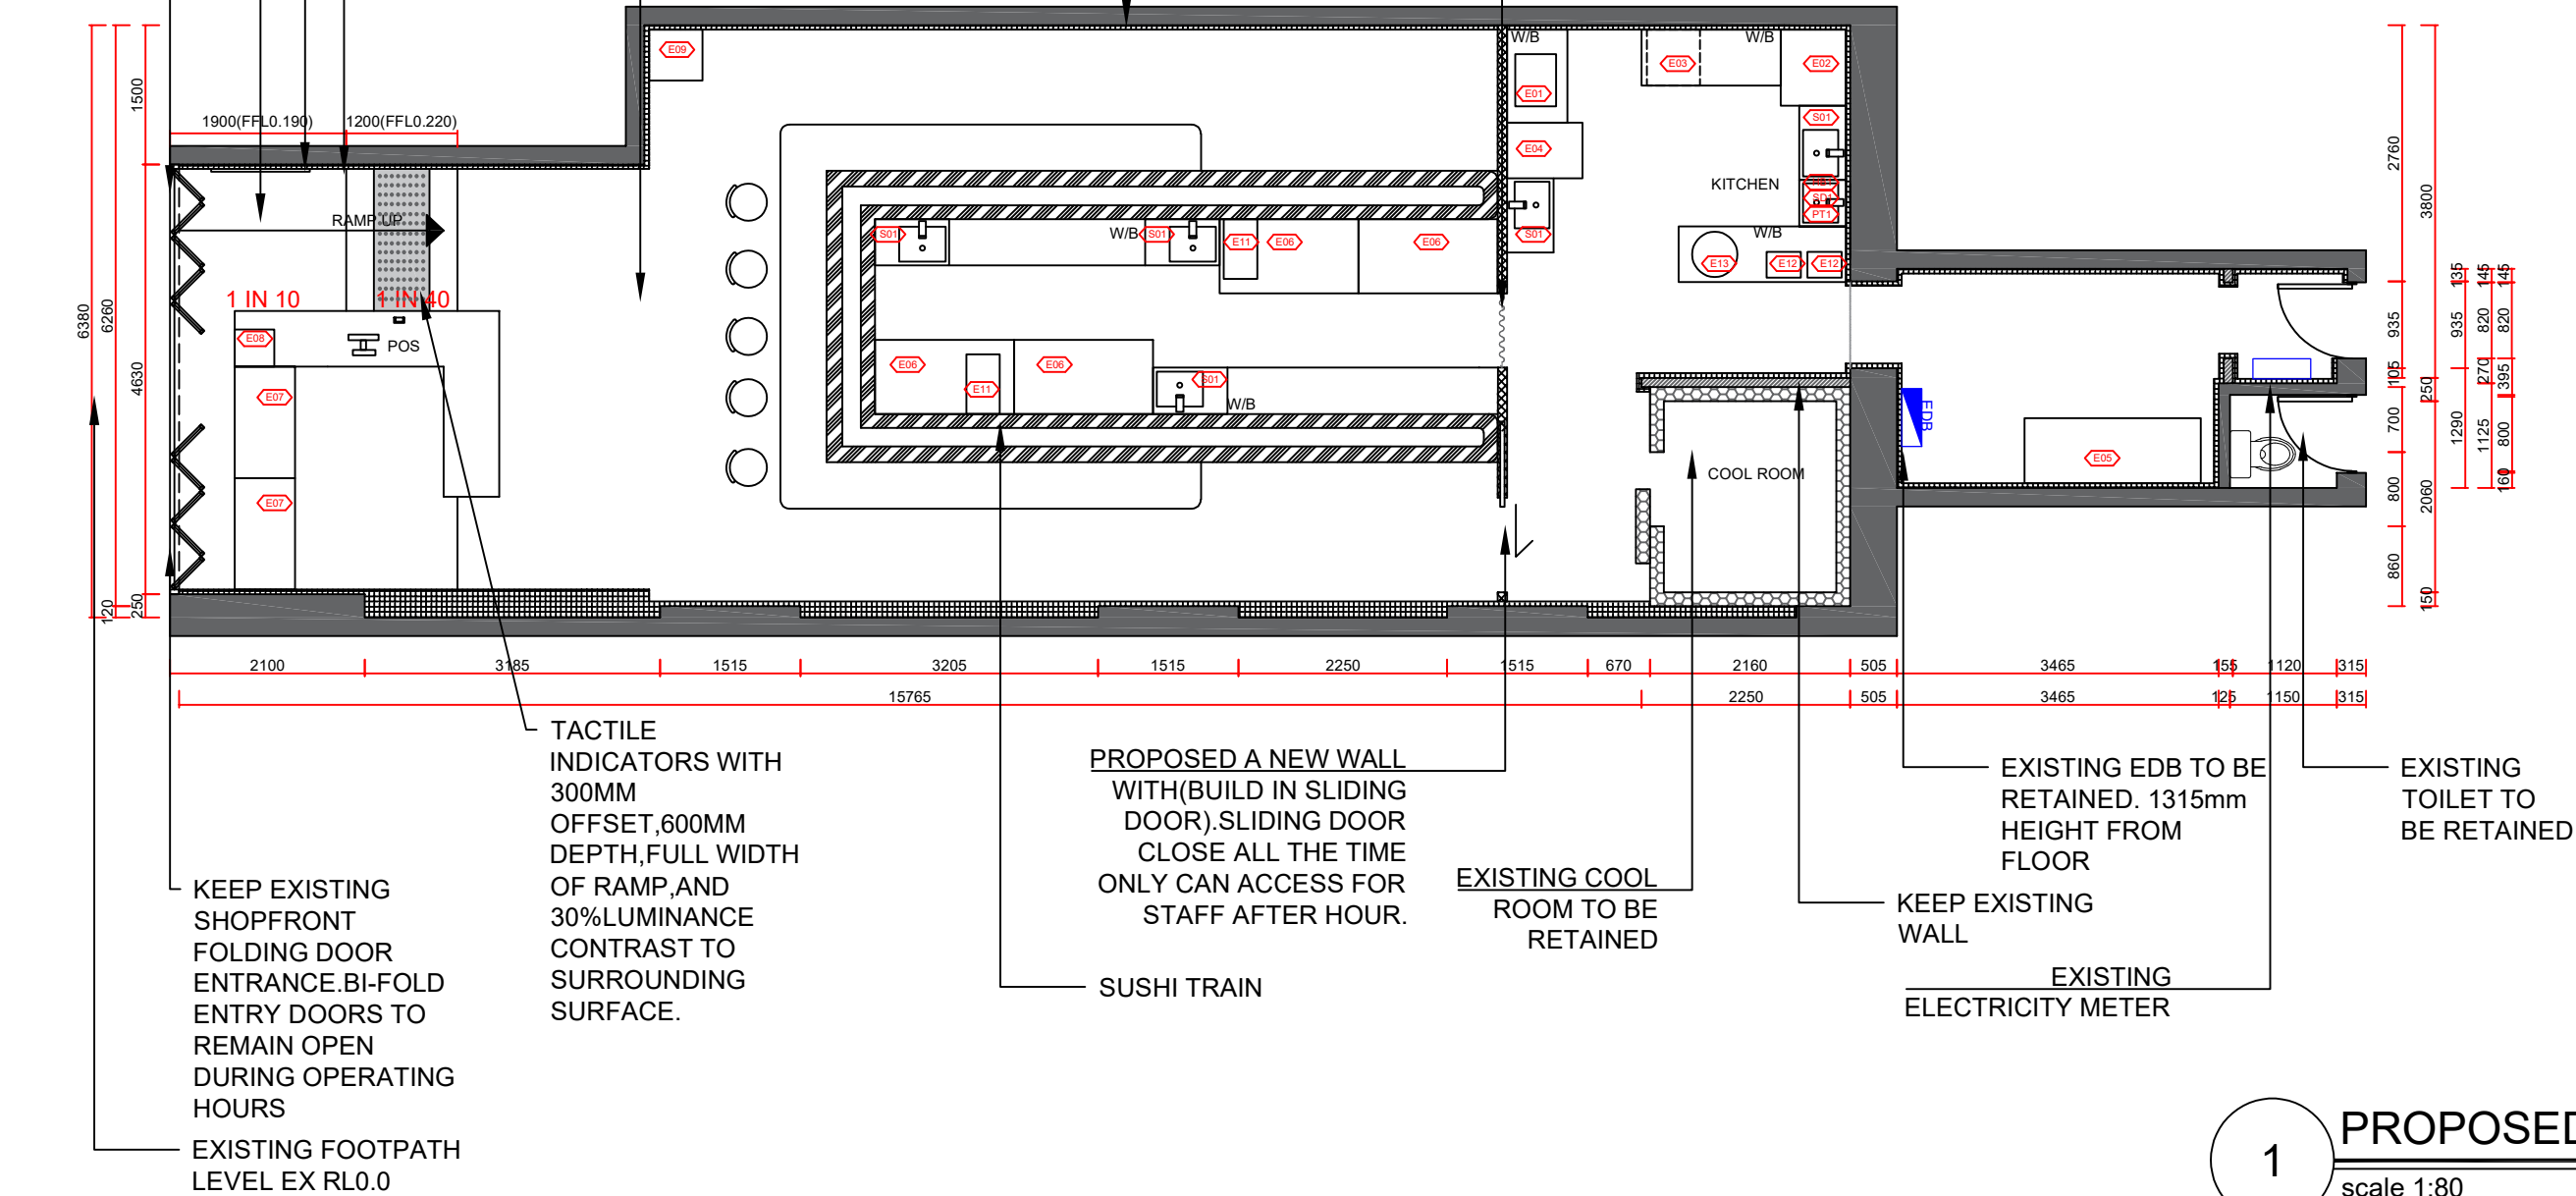 W/B
W/B
E09
E03
E02
E01
1500
1900(FFL0.190)
1200(FFL0.220)
S01
E04
2760
KITCHEN
SD1
PT1
3800
RAMP UP
S01
W/B
S01
E11
E06
E06
S01
W/B
E13
E12
E12
135
145
145
1 IN 10
1 IN 40
6380
6260
935
935
820
820
E08
POS
E06
E11
E06
S01
W/B
4630
E07
E07
105
250
270
395
EDB
700
1290
1125
800
COOL ROOM
E05
800
2060
160
860
120
250
150
2100
3185
1515
3205
1515
2250
1515
670
2160
505
3465
155
1120
315
15765
2250
505
3465
125
1150
315
TACTILE
INDICATORS WITH
300MM
OFFSET,600MM
DEPTH,FULL WIDTH
OF RAMP,AND
30%LUMINANCE
CONTRAST TO
SURROUNDING
SURFACE.
PROPOSED A NEW WALL
WITH(BUILD IN SLIDING
DOOR).SLIDING DOOR
CLOSE ALL THE TIME
ONLY CAN ACCESS FOR
STAFF AFTER HOUR.
EXISTING EDB TO BE
RETAINED. 1315mm
HEIGHT FROM
FLOOR
EXISTING
TOILET TO
BE RETAINED
KEEP EXISTING
SHOPFRONT
FOLDING DOOR
ENTRANCE.BI-FOLD
ENTRY DOORS TO
REMAIN OPEN
DURING OPERATING
HOURS
EXISTING COOL
ROOM TO BE
RETAINED
KEEP EXISTING
WALL
SUSHI TRAIN
EXISTING
ELECTRICITY METER
EXISTING FOOTPATH
LEVEL EX RL0.0
1
PROPOSED
scale 1:80